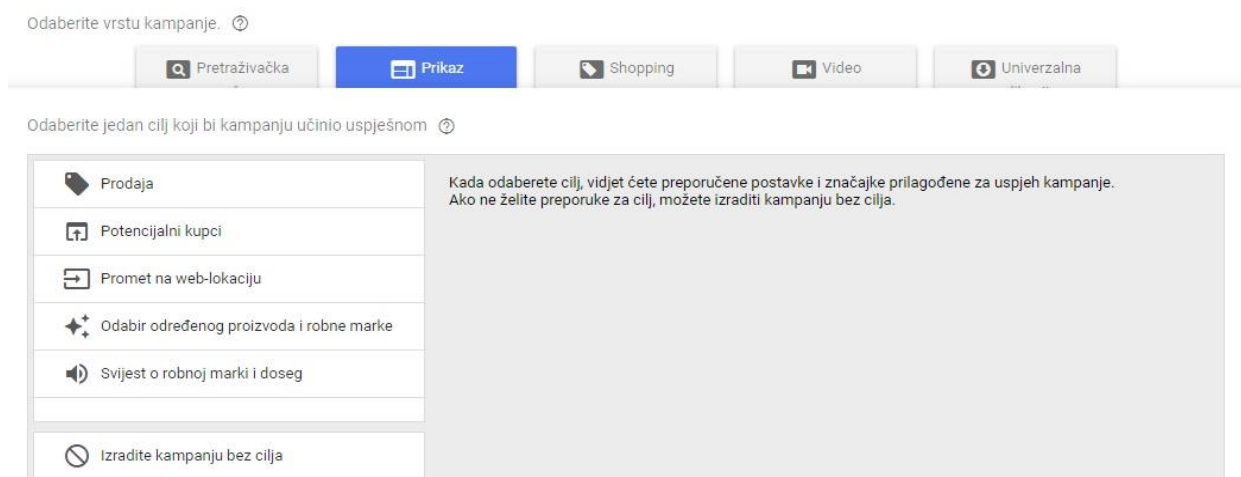 Odaberite vrstu kampanje.
Pretraživačka
Prikaz
Shopping
Video
Univerzalna
Odaberite jedan cilj koji bi kampanju učinio uspješnom
Prodaja
Potencijalni kupci
Promet na web-lokaciju
Odabir određenog proizvoda i robne marke
Svijest o robnoj marki i doseg
Izradite kampanju bez cilja
Kada odaberete cilj, vidjet ćete preporučene postavke i značajke prilagođene za uspjeh kampanje.
Ako ne želite preporuke za cilj, možete izraditi kampanju bez cilja.